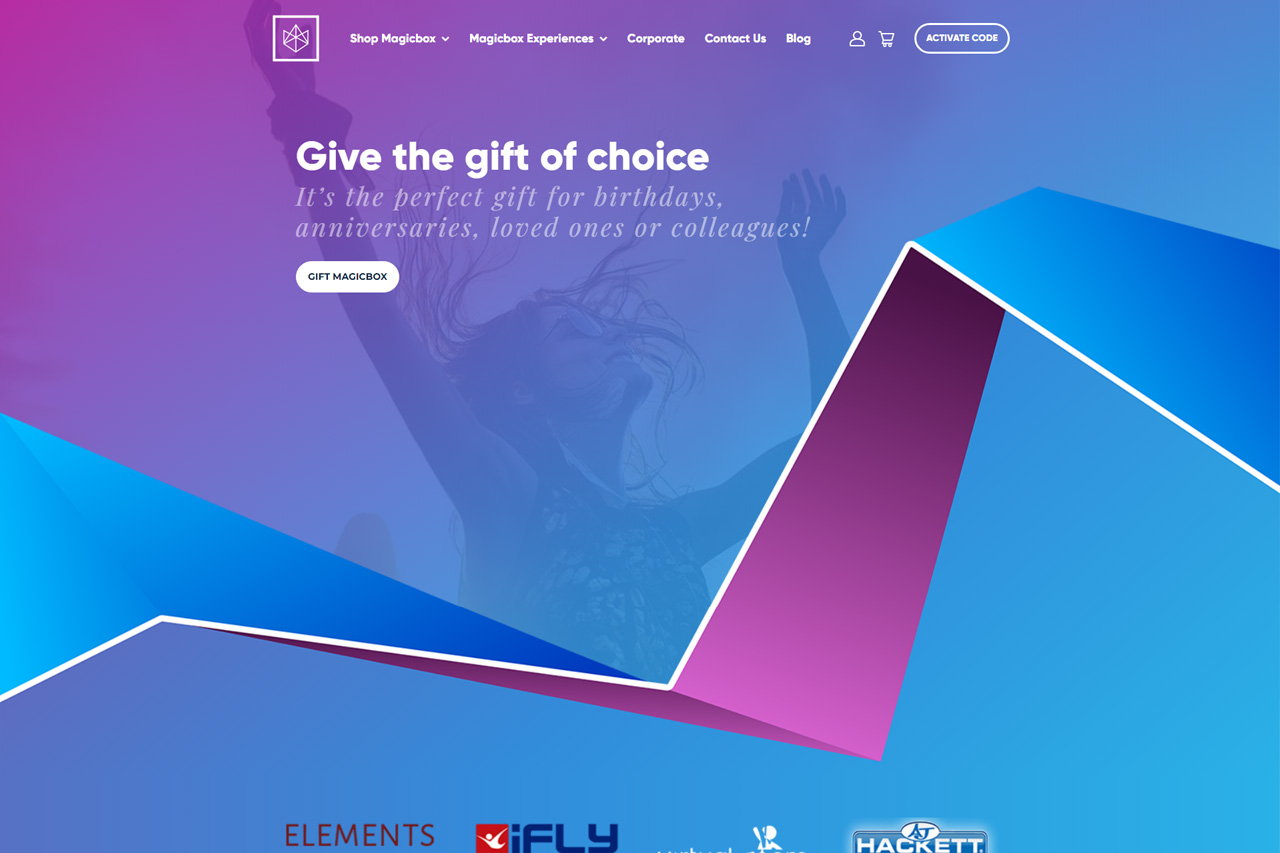 Shop Magicbox
Magicbox Experiences
Corporate
Contact Us
Blog
ACTIVATE CODE
Give the gift of choice
It's the perfect gift for birthdays,
anniversaries, loved ones or colleagues!
GIFT MAGICBOX
ELEMENTS
iFLY
AJ
HACKETT